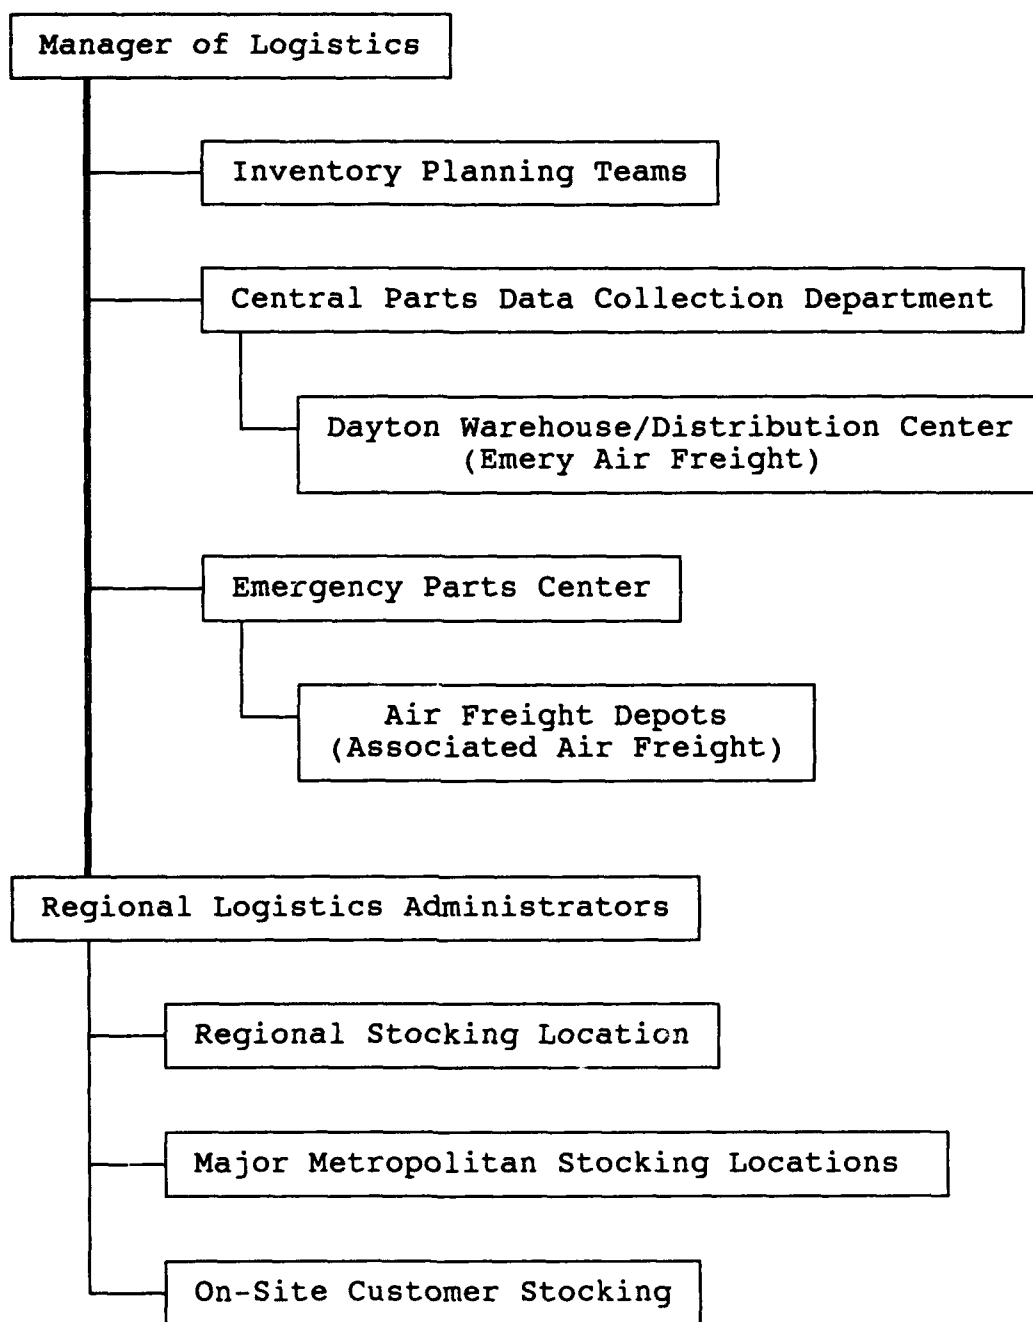 Manager of Logistics
Inventory Planning Teams
Central Parts Data Collection Department
Dayton Warehouse/Distribution Center
(Emery Air Freight)
Emergency Parts Center
Air Freight Depots
(Associated Air Freight)
Regional Logistics Administrators
Regional Stocking Location
Major Metropolitan Stocking Locations
On-Site Customer Stocking